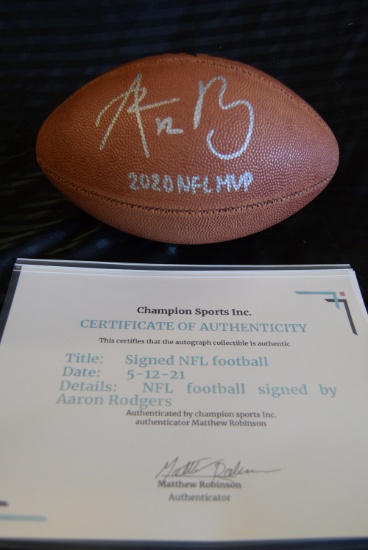 2020 NFL MVP
Champion Sports Inc.
CERTIFICATE OF AUTHENTICITY
This certifies that the autograph collectible is authentic
Title: Signed NFL football
Date: 5-12-21
Details: NFL football signed by
Aaron Rodgers
Authenticated by champion sports inc.
authenticator Matthew Robinson
Matthew Robinson
Authenticator